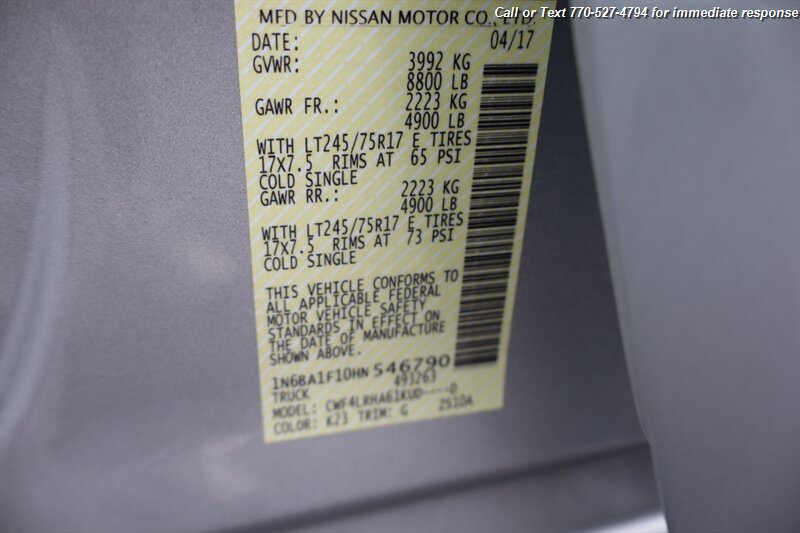 Call or Text 770-527-4794 for immediate response
MFD BY NISSAN MOTOR CO., LTD.
DATE: 04/17
GVWR: 3992 KG
8800 LB
GAWR FR.: 2223 KG
4900 LB
WITH LT245/75R17 E TIRES
17X7.5 RIMS AT 65 PSI
COLD SINGLE
GAWR RR.: 2223 KG
4900 LB
WITH LT245/75R17 E TIRES
17X7.5 RIMS AT 73 PSI
COLD SINGLE
THIS VEHICLE CONFORMS TO
ALL APPLICABLE FEDERAL
MOTOR VEHICLE SAFETY
STANDARDS IN EFFECT ON
THE DATE OF MANUFACTURE
SHOWN ABOVE.
1N6BA1F10HN 546790
TRUCK 493263
MODEL: CWF4LRHA61KUD----0
COLOR: K23 TRIM: G 2S10A